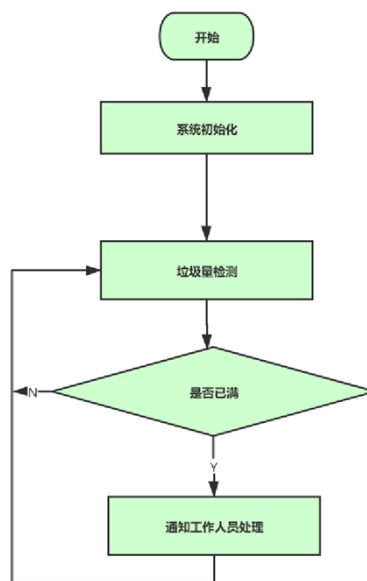 开始
系统初始化
垃圾量检测
是否已满
N
Y
通知工作人员处理